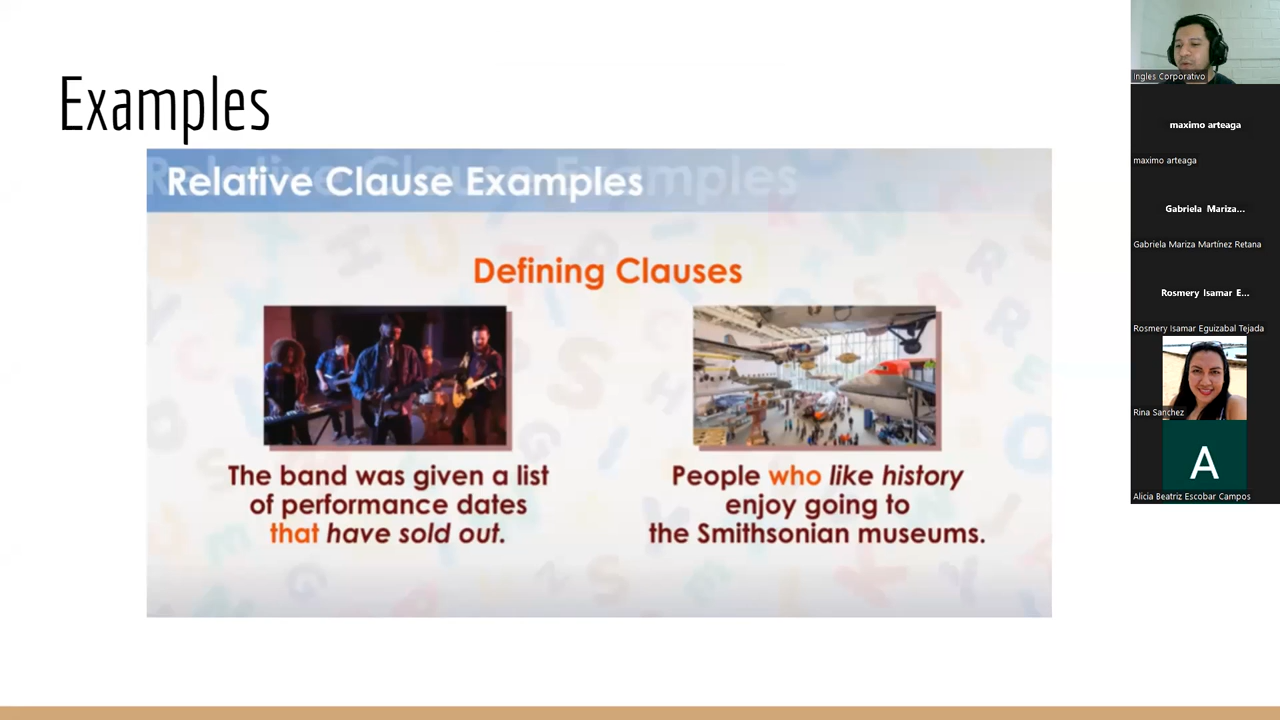 Examples
Relative Clause Examples
Defining Clauses
The band was given a list
of performance dates
that have sold out.
People who like history
enjoy going to
the Smithsonian museums.
Ingles Corporativo
maximo arteaga
maximo arteaga
Gabriela Mariza...
Gabriela Mariza Martínez Retana
Rosmery Isamar E...
Rosmery Isamar Eguizabal Tejada
Rina Sanchez
A
Alicia Beatriz Escobar Campos